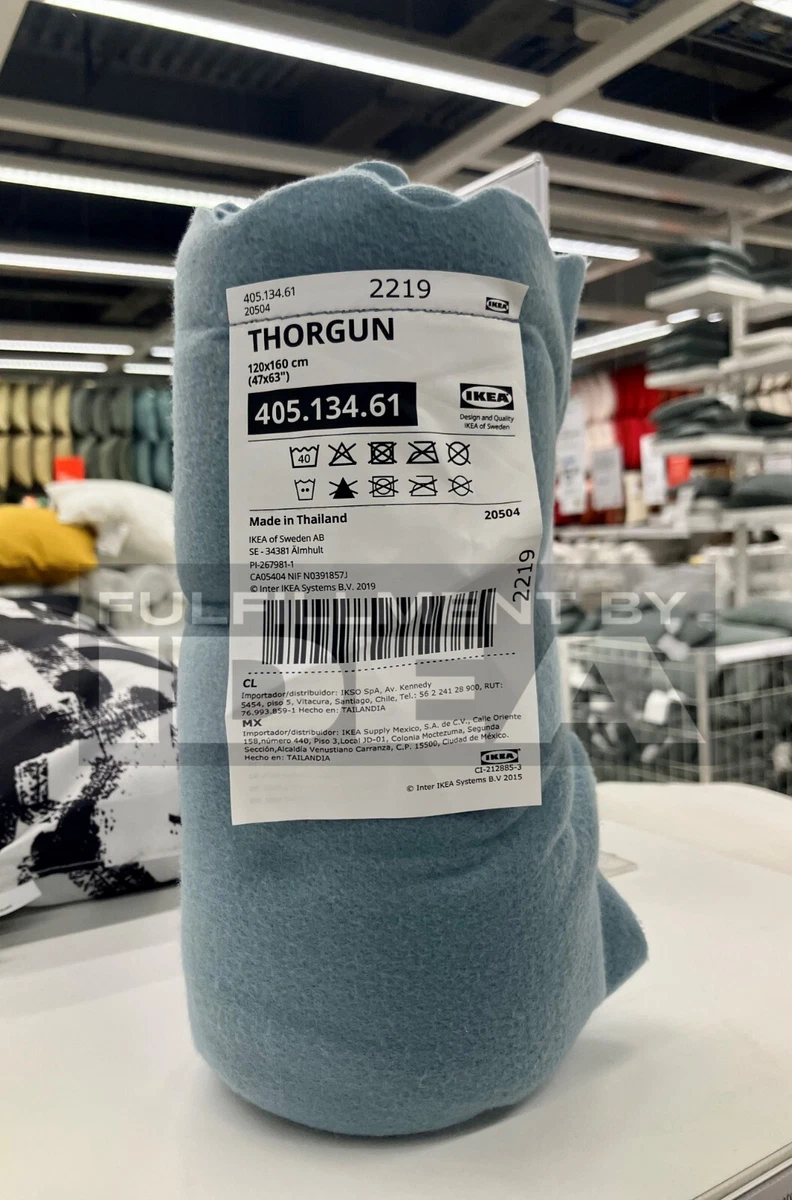 405.134.61
2219
20504
IKEA
THORGUN
120x160 cm
(47x63")
405.134.61
IKEA
Design and Quality
IKEA of Sweden
40
Made in Thailand
20504
IKEA of Sweden AB
SE - 34381 Älmhult
PI-267981-1
CA05404 NIF N0391857J
© Inter IKEA Systems B.V. 2019
2219
FULFILLMENT BY
IDEA
CL
Importador/distribuidor: IKSO SpA, Av. Kennedy
5454, piso 5, Vitacura, Santiago, Chile, Tel.: 56 2 241 28 900, RUT:
76.993.859-1 Hecho en: TAILANDIA
MX
Importador/distribuidor: IKEA Supply Mexico, S.A. de C.V., Calle Oriente
158,número 440, Piso 3,Local JD-01, Colonia Moctezuma, Segunda
Sección,Alcaldía Venustiano Carranza, C.P. 15500, Ciudad de México.
Hecho en: TAILANDIA
IKEA
CI-212885-3
© Inter IKEA Systems B.V 2015